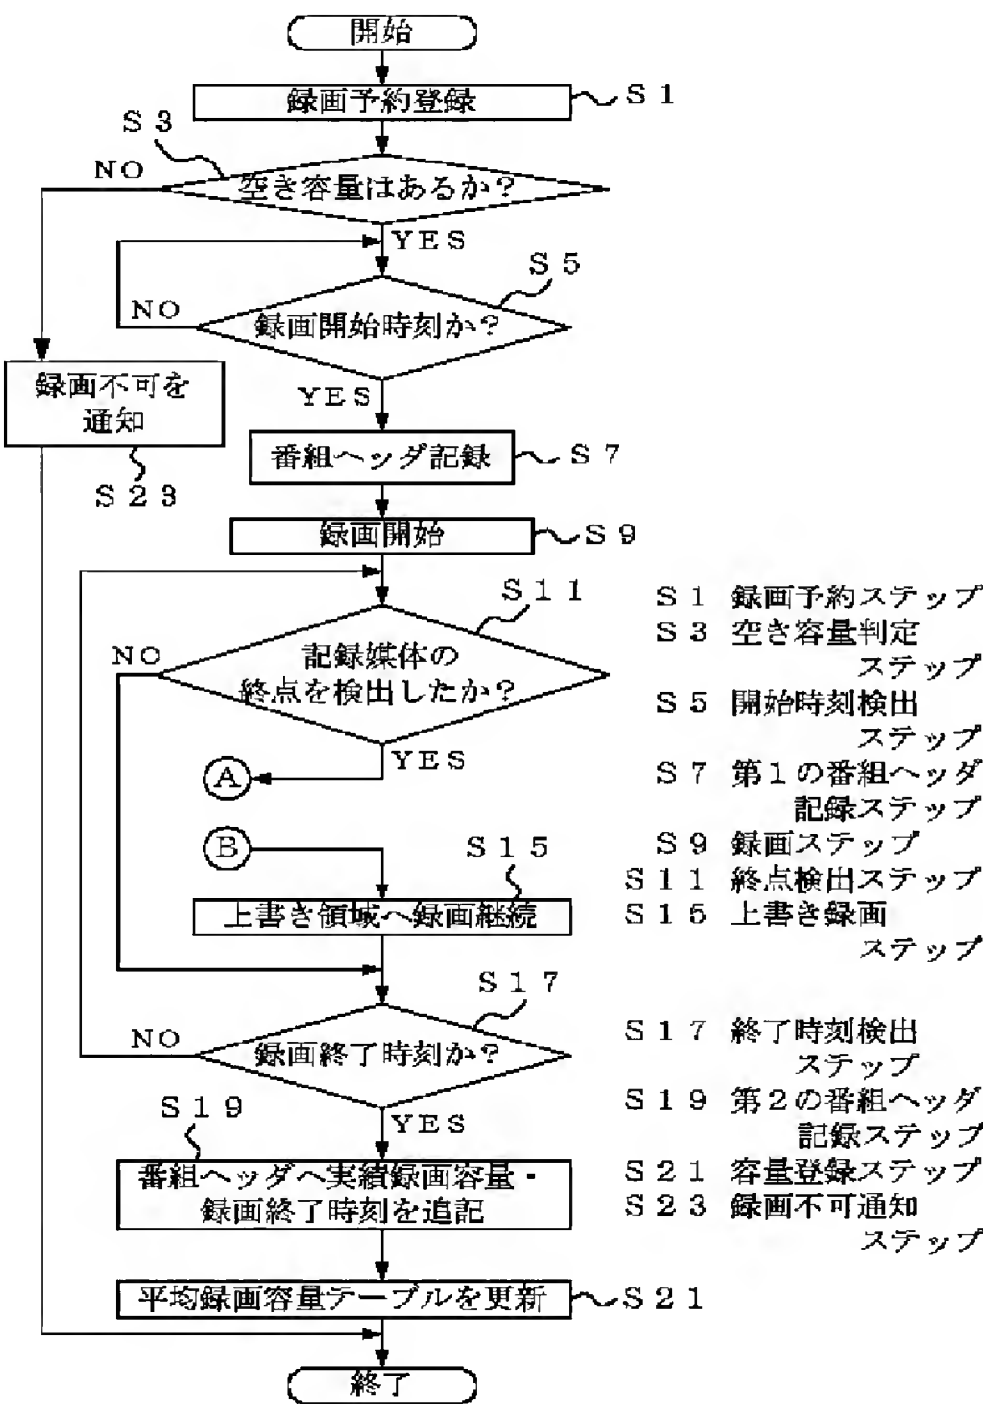 開始
録画予約登録
S1
S3
NO
空き容量はあるか?
YES
S5
NO
録画開始時刻か?
録画不可を
通知
YES
S23
番組ヘッダ記録
S7
録画開始
S9
S11
NO
記録媒体の
終点を検出したか?
YES
A
B
S15
上書き領域へ録画継続
S17
NO
録画終了時刻か?
S19
YES
番組ヘッダへ実績録画容量・
録画終了時刻を追記
平均録画容量テーブルを更新
S21
終了
S1 録画予約ステップ
S3 空き容量判定
ステップ
S5 開始時刻検出
ステップ
S7 第1の番組ヘッダ
記録ステップ
S9 録画ステップ
S11 終点検出ステップ
S15 上書き録画
ステップ
S17 終了時刻検出
ステップ
S19 第2の番組ヘッダ
記録ステップ
S21 容量登録ステップ
S23 録画不可通知
ステップ